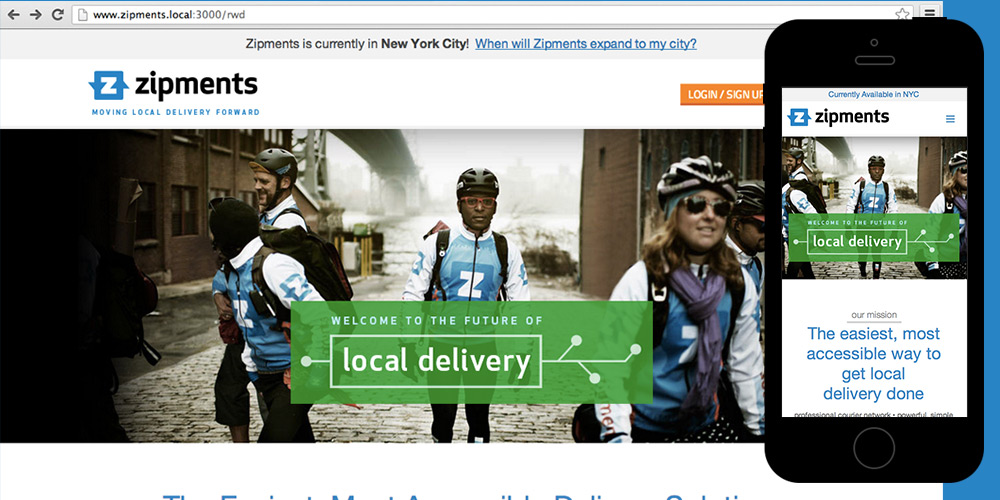 www.zipments.local:3000/rwd
Zipments is currently in New York City! When will Zipments expand to my city?
zipments
MOVING LOCAL DELIVERY FORWARD
LOGIN / SIGN UP
WELCOME TO THE FUTURE OF
local delivery
Currently Available in NYC
zipments
WELCOME TO THE FUTURE OF
local delivery
our mission
The easiest, most
accessible way to
get local
delivery done
professional courier network • powerful, simple
The Easiest, Most Accessible Delivery Solution